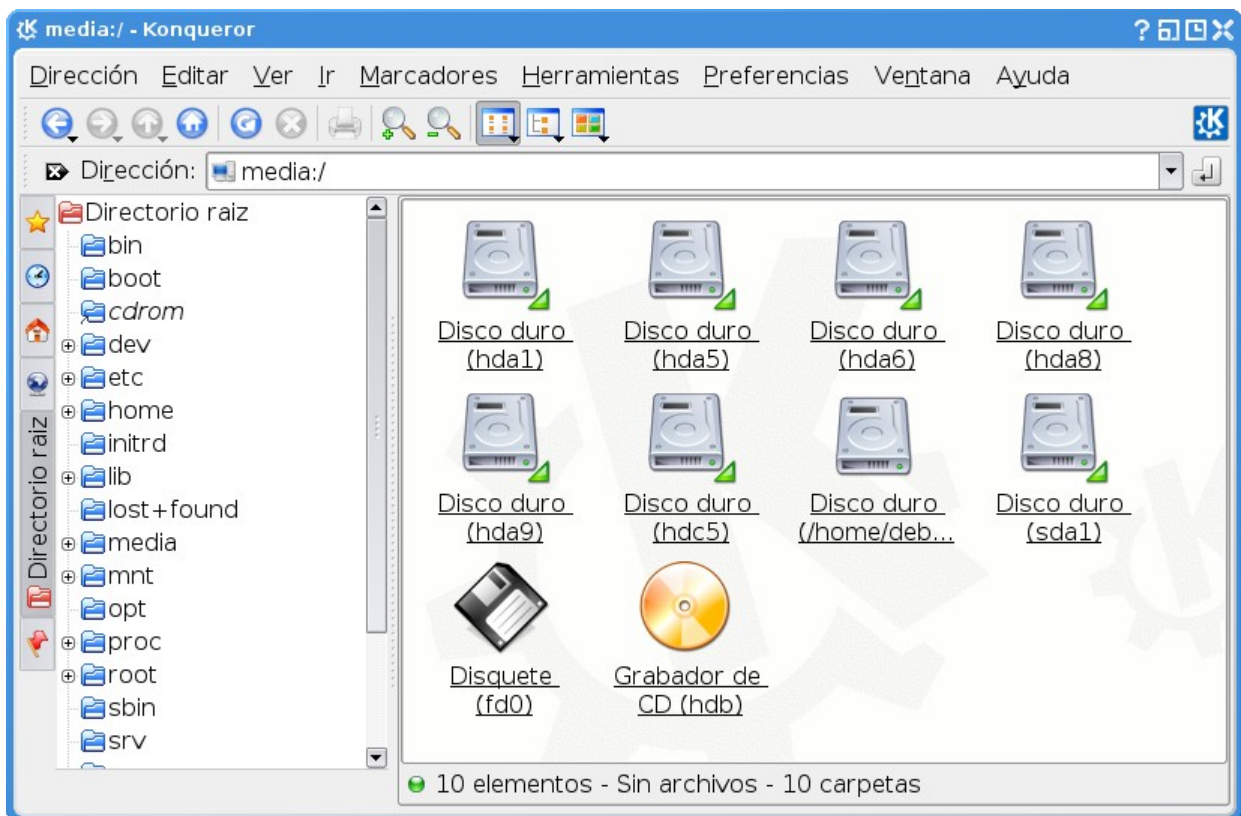 media:/ - Konqueror
Dirección Editar Ver Ir Marcadores Herramientas Preferencias Ventana Ayuda
Dirección: media:/
Directorio raiz
Directorio raiz
bin
boot
cdrom
dev
etc
home
initrd
lib
lost+found
media
mnt
opt
proc
root
sbin
srv
Disco duro
(hda1)
Disco duro
(hda5)
Disco duro
(hda6)
Disco duro
(hda8)
Disco duro
(hda9)
Disco duro
(hdc5)
Disco duro
(/home/deb...
Disco duro
(sda1)
Disquete
(fd0)
Grabador de
CD (hdb)
10 elementos - Sin archivos - 10 carpetas